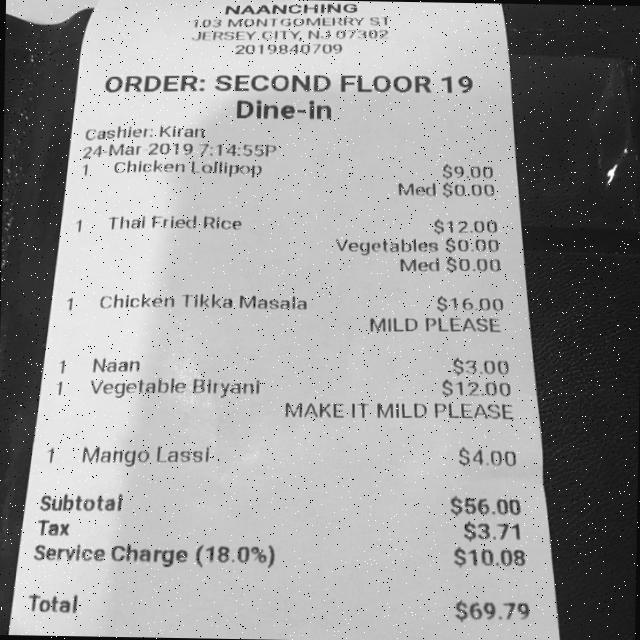 NAANCHING
103 MONTGOMERRY ST
JERSEY CITY, NJ 07302
2019840709
ORDER: SECOND FLOOR 19
Dine-in
Cashier: Kiran
24-Mar-2019 7:14:55P
1 Chicken Lollipop $9.00
Med $0.00
1 Thai Fried Rice $12.00
Vegetables $0.00
Med $0.00
1 Chicken Tikka Masala $16.00
MILD PLEASE
1 Naan $3.00
1 Vegetable Biryani $12.00
MAKE IT MILD PLEASE
1 Mango Lassi $4.00
Subtotal $56.00
Tax $3.71
Service Charge (18.0%) $10.08
Total $69.79